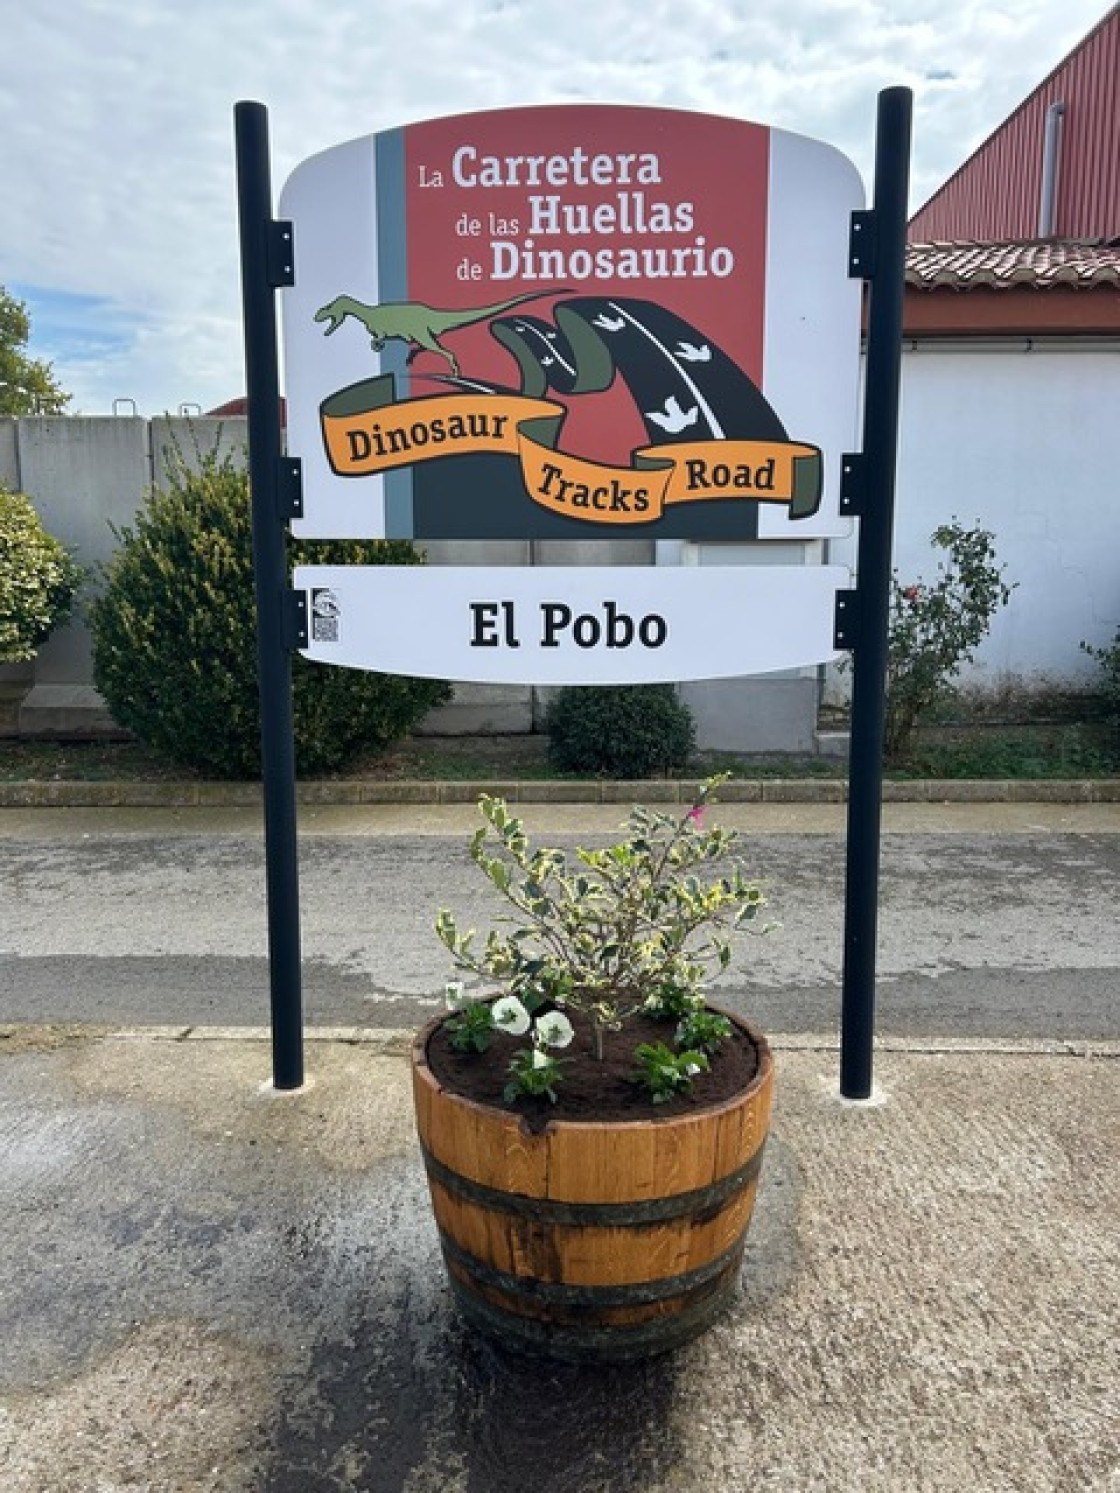 La Carretera
de las Huellas
de Dinosaurio
Dinosaur
Tracks
Road
El Pobo